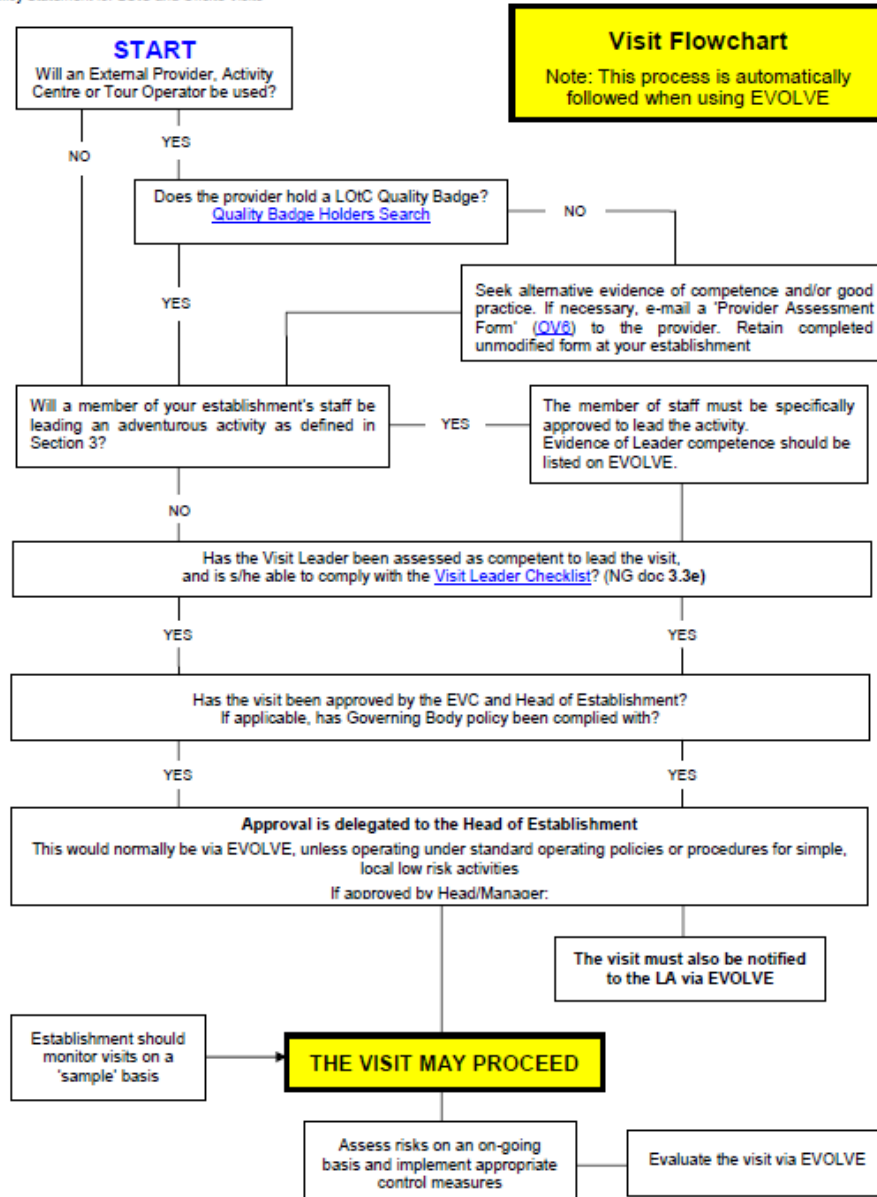 START
Will an External Provider, Activity
Centre or Tour Operator be used?
Visit Flowchart
Note: This process is automatically
followed when using EVOLVE
NO
YES
Does the provider hold a LOtC Quality Badge?
Quality Badge Holders Search
NO
YES
Seek alternative evidence of competence and/or good
practice. If necessary, e-mail a 'Provider Assessment
Form' (OV6) to the provider. Retain completed
unmodified form at your establishment
Will a member of your establishment's staff be
leading an adventurous activity as defined in
Section 3?
YES
The member of staff must be specifically
approved to lead the activity.
Evidence of Leader competence should be
listed on EVOLVE.
NO
Has the Visit Leader been assessed as competent to lead the visit,
and is s/he able to comply with the Visit Leader Checklist? (NG doc 3.3e)
YES
YES
Has the visit been approved by the EVC and Head of Establishment?
If applicable, has Governing Body policy been complied with?
YES
YES
Approval is delegated to the Head of Establishment
This would normally be via EVOLVE, unless operating under standard operating policies or procedures for simple,
local low risk activities
If approved by Head/Manager:
The visit must also be notified
to the LA via EVOLVE
Establishment should
monitor visits on a
'sample' basis
THE VISIT MAY PROCEED
Assess risks on an on-going
basis and implement appropriate
control measures
Evaluate the visit via EVOLVE